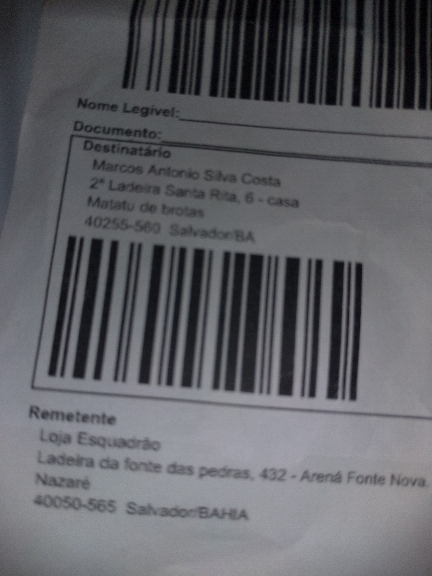 Nome Legível:
Documento:
Destinatário
Marcos Antonio Silva Costa
2ª Ladeira Santa Rita, 6 - casa
Matatu de brotas
40255-560 Salvador/BA
Remetente
Loja Esquadrão
Ladeira da fonte das pedras, 432 - Arená Fonte Nova.
Nazaré
40050-565 Salvador/BAHIA